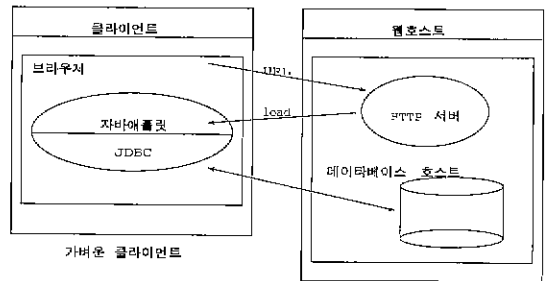 클라이언트
웹호스트
브라우저
URL
load
자바애플릿
JDBC
HTTP 서버
데이타베이스 호스트
가벼운 클라이언트